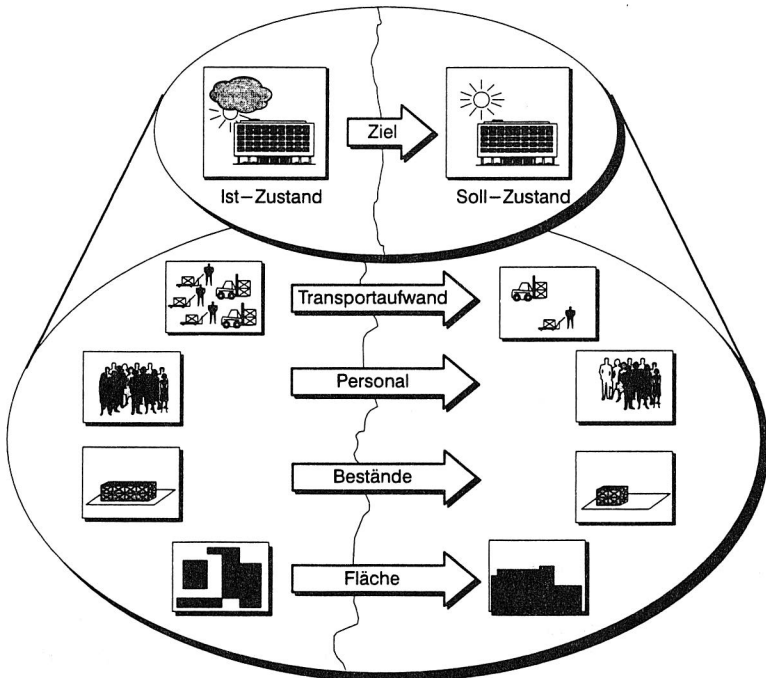 Ziel
Ist–Zustand
Soll–Zustand
Transportaufwand
Personal
Bestände
Fläche